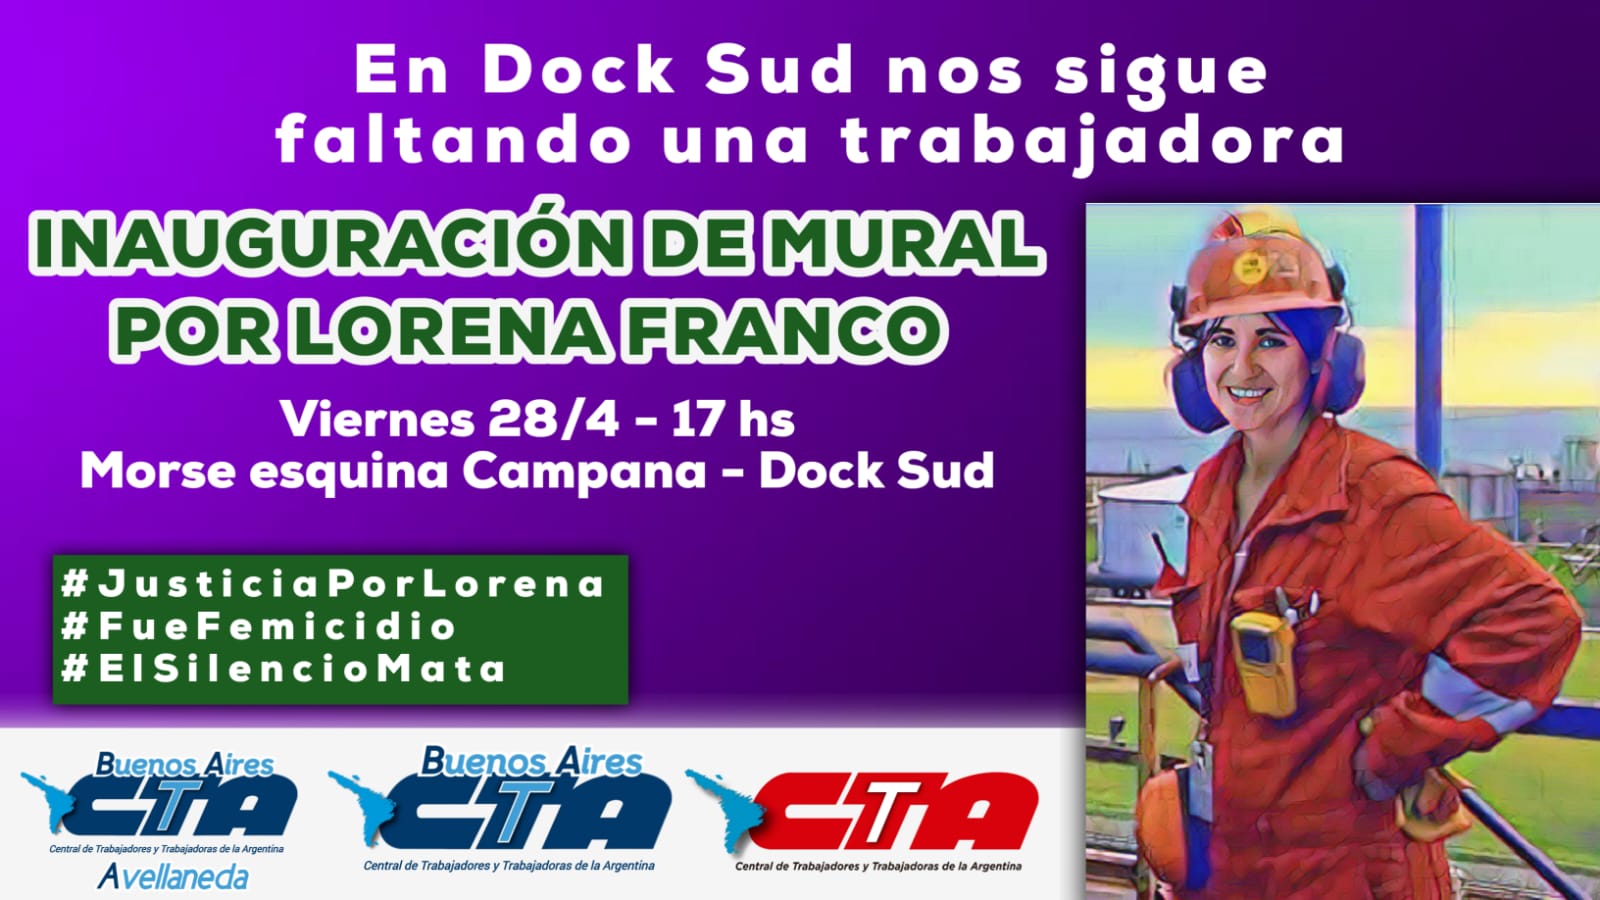 En Dock Sud nos sigue
faltando una trabajadora
INAUGURACIÓN DE MURAL
POR LORENA FRANCO
Viernes 28/4 - 17 hs
Morse esquina Campana - Dock Sud
#JusticiaPorLorena
#FueFemicidio
#ElSilencioMata
Buenos Aires
CTA
Central de Trabajadores y Trabajadoras de la Argentina
Avellaneda
Buenos Aires
CTA
Central de Trabajadores y Trabajadoras de la Argentina
CTA
Central de Trabajadores y Trabajadoras de la Argentina